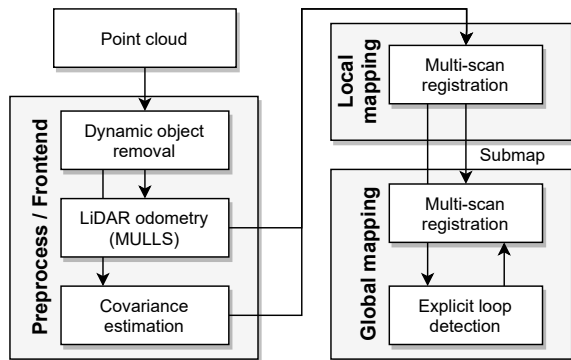 Point cloud
Preprocess / Frontend
Dynamic object
removal
LiDAR odometry
(MULLS)
Covariance
estimation
Local
mapping
Multi-scan
registration
Submap
Global mapping
Multi-scan
registration
Explicit loop
detection